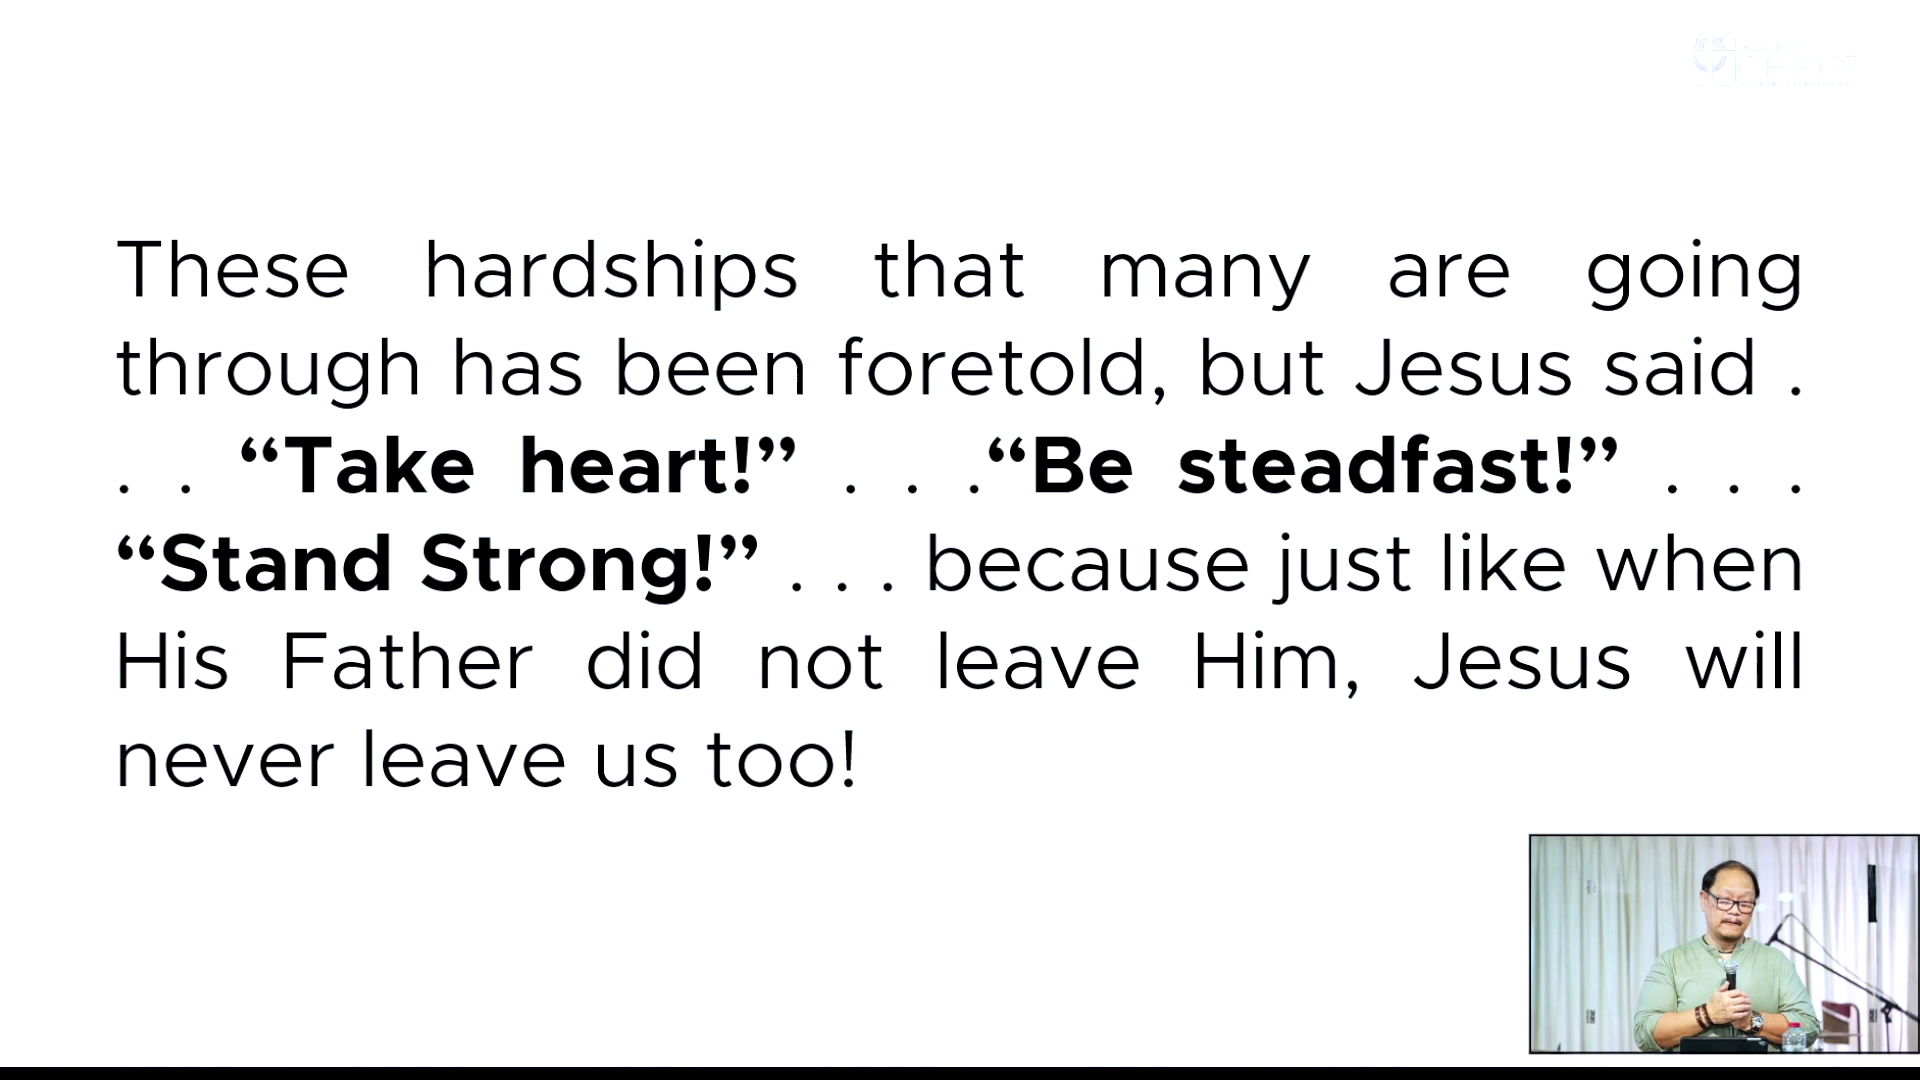 These hardships that many are going
through has been foretold, but Jesus said .
. . “Take heart!” . . .“Be steadfast!” . . .
“Stand Strong!” . . . because just like when
His Father did not leave Him, Jesus will
never leave us too!